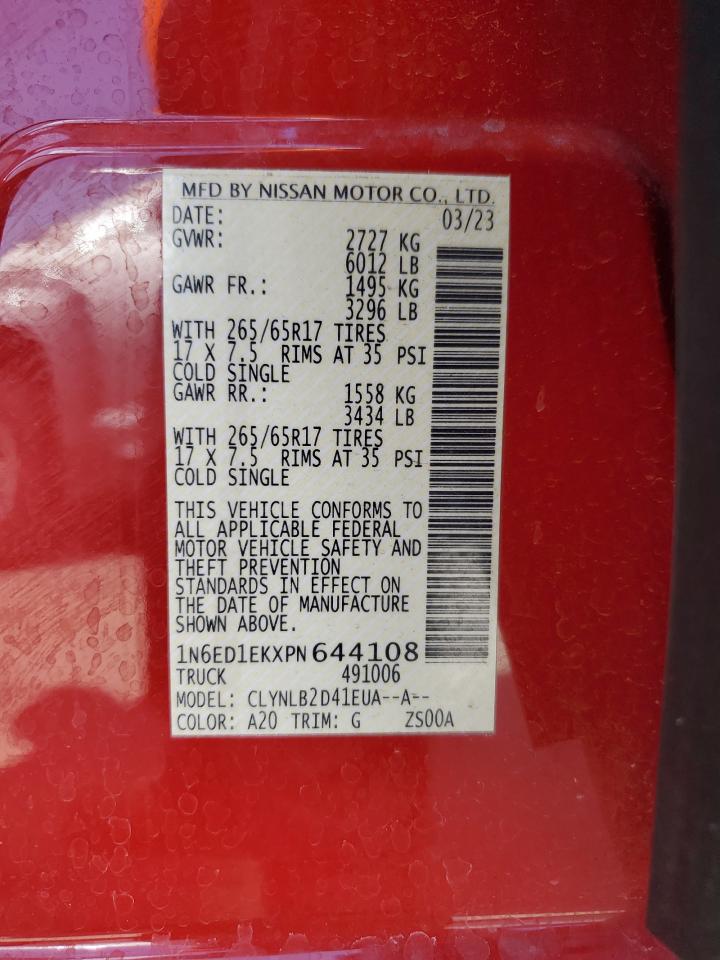 MFD BY NISSAN MOTOR CO., LTD.
DATE: 03/23
GVWR: 2727 KG
6012 LB
GAWR FR.: 1495 KG
3296 LB
WITH 265/65R17 TIRES
17 X 7.5 RIMS AT 35 PSI
COLD SINGLE
GAWR RR.: 1558 KG
3434 LB
WITH 265/65R17 TIRES
17 X 7.5 RIMS AT 35 PSI
COLD SINGLE
THIS VEHICLE CONFORMS TO
ALL APPLICABLE FEDERAL
MOTOR VEHICLE SAFETY AND
THEFT PREVENTION
STANDARDS IN EFFECT ON
THE DATE OF MANUFACTURE
SHOWN ABOVE.
1N6ED1EKXPN644108
TRUCK 491006
MODEL: CLYNLB2D41EUA--A--
COLOR: A20 TRIM: G ZS00A